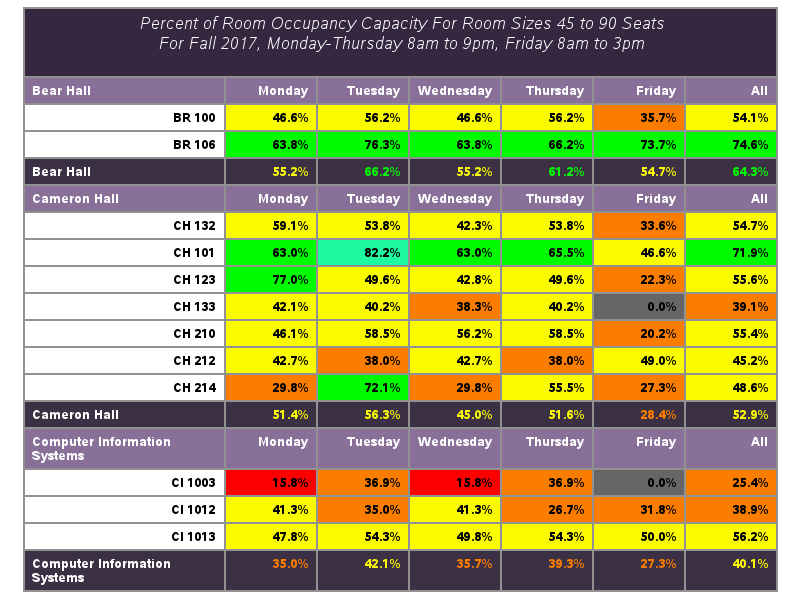 Percent of Room Occupancy Capacity For Room Sizes 45 to 90 Seats
For Fall 2017, Monday-Thursday 8am to 9pm, Friday 8am to 3pm
Bear Hall Monday Tuesday Wednesday Thursday Friday All
BR 100 46.6% 56.2% 46.6% 56.2% 35.7% 54.1%
BR 106 63.8% 76.3% 63.8% 66.2% 73.7% 74.6%
Bear Hall 55.2% 66.2% 55.2% 61.2% 54.7% 64.3%
Cameron Hall Monday Tuesday Wednesday Thursday Friday All
CH 132 59.1% 53.8% 42.3% 53.8% 33.6% 54.7%
CH 101 63.0% 82.2% 63.0% 65.5% 46.6% 71.9%
CH 123 77.0% 49.6% 42.8% 49.6% 22.3% 55.6%
CH 133 42.1% 40.2% 38.3% 40.2% 0.0% 39.1%
CH 210 46.1% 58.5% 56.2% 58.5% 20.2% 55.4%
CH 212 42.7% 38.0% 42.7% 38.0% 49.0% 45.2%
CH 214 29.8% 72.1% 29.8% 55.5% 27.3% 48.6%
Cameron Hall 51.4% 56.3% 45.0% 51.6% 28.4% 52.9%
Computer Information Monday Tuesday Wednesday Thursday Friday All
Systems
CI 1003 15.8% 36.9% 15.8% 36.9% 0.0% 25.4%
CI 1012 41.3% 35.0% 41.3% 26.7% 31.8% 38.9%
CI 1013 47.8% 54.3% 49.8% 54.3% 50.0% 56.2%
Computer Information 35.0% 42.1% 35.7% 39.3% 27.3% 40.1%
Systems